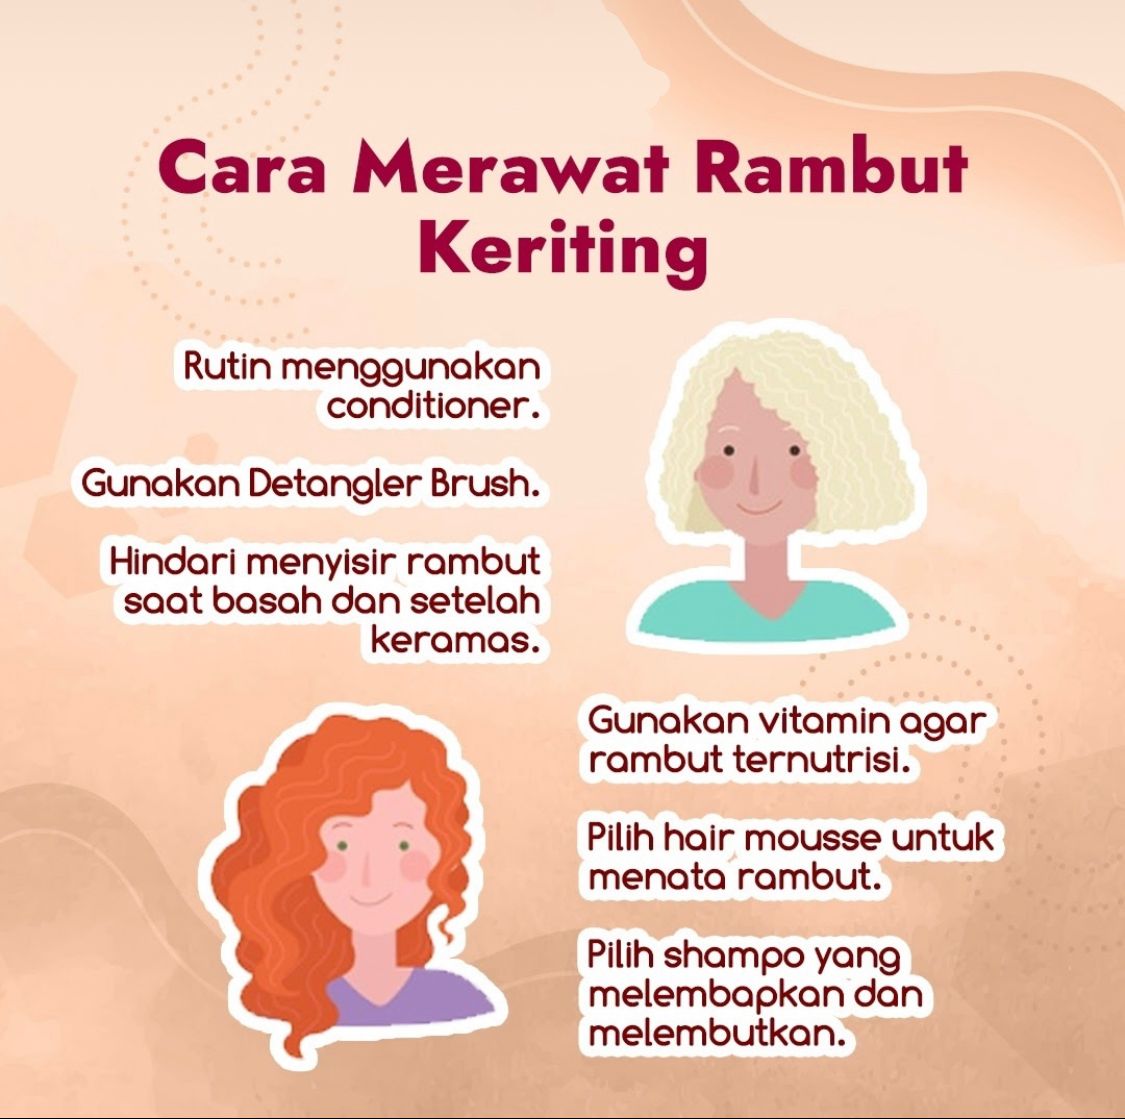 Cara Merawat Rambut
Keriting
Rutin menggunakan
conditioner.
Gunakan Detangler Brush.
Hindari menyisir rambut
saat basah dan setelah
keramas.
Gunakan vitamin agar
rambut ternutrisi.
Pilih hair mousse untuk
menata rambut.
Pilih shampo yang
melembapkan dan
melembutkan.